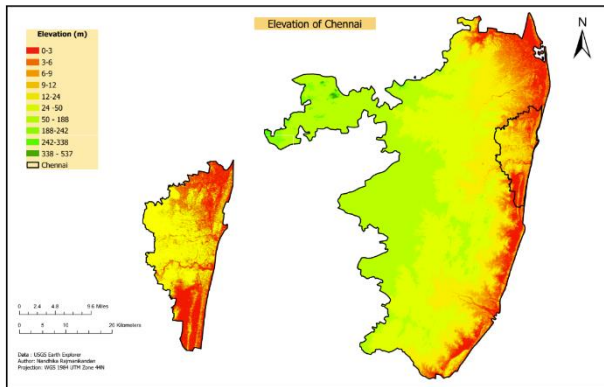 Elevation of Chennai
N
Elevation (m)
0-3
3-6
6-9
9-12
12-24
24 -50
50 - 188
188-242
242-338
338 - 537
Chennai
0 2.4 4.8 9.6 Miles
0 5 10 20 Kilometers
Data : USGS Earth Explorer
Author: Nandhika Rajmanikandan
Projection: WGS 1984 UTM Zone 44N